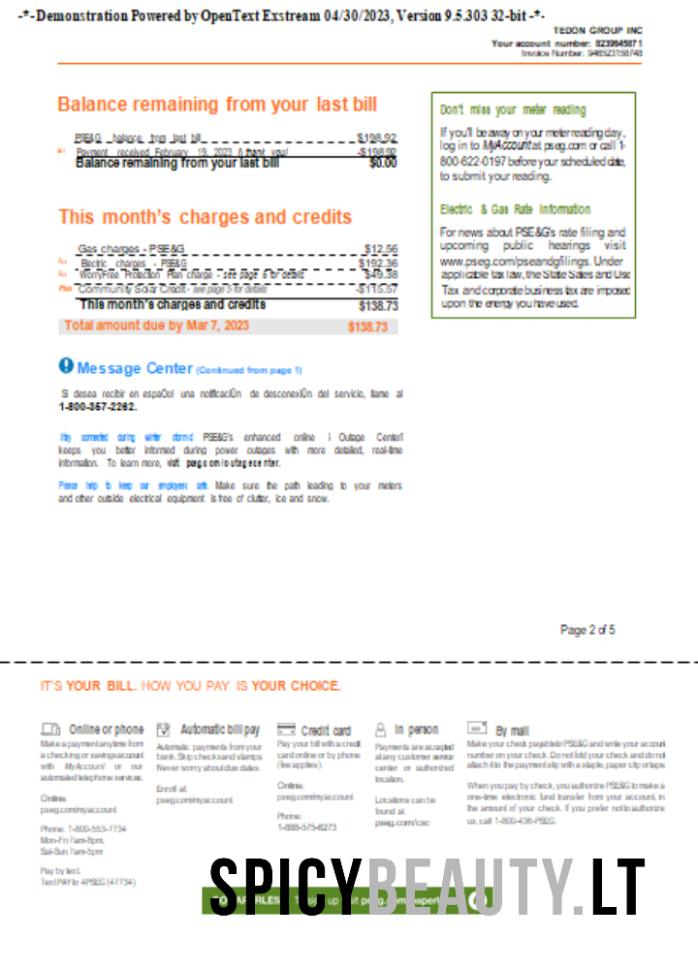 -*-Demonstration Powered by OpenText Exstream 04/30/2023, Version 9.5.303 32-bit -*-
TEDON GROUP INC
Your account number: 8239645871
Invoice Number: 946523158748
Balance remaining from your last bill
PSE&G balance from last bill $198.92
Payment received February 19, 2023 (thank you! -$198.92
Balance remaining from your last bill $0.00
This month's charges and credits
Gas charges - PSE&G $12.56
Electric charges - PSE&G $192.36
WorryFree Protection Plan charge - see page 5 for details $49.38
Community Solar Credit - see page 5 for details -$115.57
This month's charges and credits $138.73
Total amount due by Mar 7, 2023 $138.73
Message Center (Continued from page 1)
Si desea recibir en español una notificación de desconexión del servicio, llame al
1-800-357-2262.
Stay connected during winter storms! PSE&G's enhanced online Outage Center
keeps you better informed during power outages with more detailed, real-time
information. To learn more, visit pseg.com/outagecenter.
Please help to keep our employees safe. Make sure the path leading to your meters
and other outside electrical equipment is free of clutter, ice and snow.
Don't miss your meter reading
If you'll be away on your meter reading day,
log in to MyAccount at pseg.com or call 1-
800-622-0197 before your scheduled date,
to submit your reading.
Electric & Gas Rate Information
For news about PSE&G's rate filing and
upcoming public hearings visit
www.pseg.com/pseandgfilings. Under
applicable tax law, the State Sales and Use
Tax and corporate business tax are imposed
upon the energy you have used.
Page 2 of 5
IT'S YOUR BILL. HOW YOU PAY IS YOUR CHOICE.
Online or phone
Make a payment anytime from
a checking or savings account
with MyAccount or our
automated telephone services.
Online:
pseg.com/myaccount
Phone: 1-800-553-7734
Mon-Fri 7am-8pm,
Sat-Sun 7am-5pm
Pay by text:
Text PAY to 4PSEG (47734)
Automatic bill pay
Automatic payments from your
bank. Skip checks and stamps.
Never worry about due dates.
Enroll at:
pseg.com/myaccount
Credit card
Pay your bill with a credit
card online or by phone
(fee applies).
Online:
pseg.com/myaccount
Phone:
1-888-575-6273
In person
Payments are accepted
at any customer service
center or authorized
location.
Locations can be
found at
pseg.com/csc
By mail
Make your check payable to PSE&G and write your account
number on your check. Do not fold your check and do not
attach it to the payment slip with a staple, paper clip or tape.
When you pay by check, you authorize PSE&G to make a
one-time electronic fund transfer from your account, in
the amount of your check. If you prefer not to authorize
us, call 1-800-436-PSEG.
SPICYBEAUTY.LT